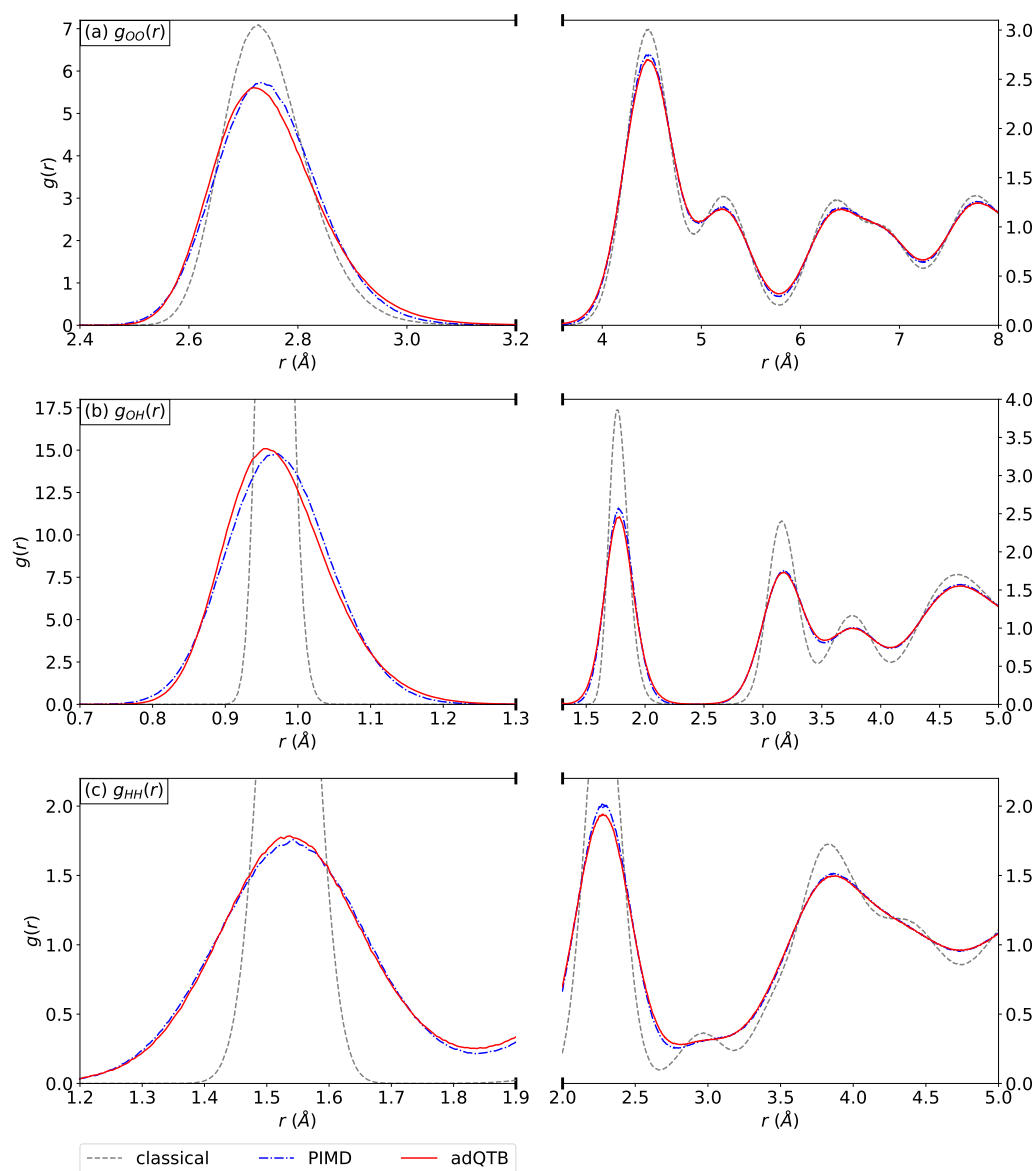 (a) g_OO(r)
g(r)
7
6
5
4
3
2
1
0
2.4 2.6 2.8 3.0 3.2
r (Å)
3.0
2.5
2.0
1.5
1.0
0.5
0.0
4 5 6 7 8
r (Å)
(b) g_OH(r)
g(r)
17.5
15.0
12.5
10.0
7.5
5.0
2.5
0.0
0.7 0.8 0.9 1.0 1.1 1.2 1.3
r (Å)
4.0
3.5
3.0
2.5
2.0
1.5
1.0
0.5
0.0
1.5 2.0 2.5 3.0 3.5 4.0 4.5 5.0
r (Å)
(c) g_HH(r)
g(r)
2.0
1.5
1.0
0.5
0.0
1.2 1.3 1.4 1.5 1.6 1.7 1.8 1.9
r (Å)
2.0
1.5
1.0
0.5
0.0
2.0 2.5 3.0 3.5 4.0 4.5 5.0
r (Å)
classical PIMD adQTB